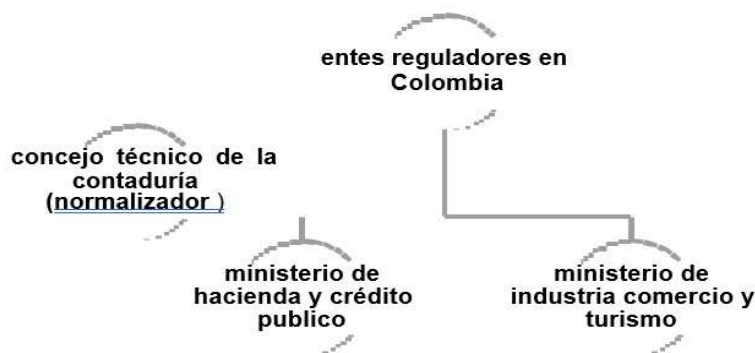 entes reguladores en
Colombia
concejo técnico de la
contaduría
(normalizador )
ministerio de
hacienda y crédito
publico
ministerio de
industria comercio y
turismo